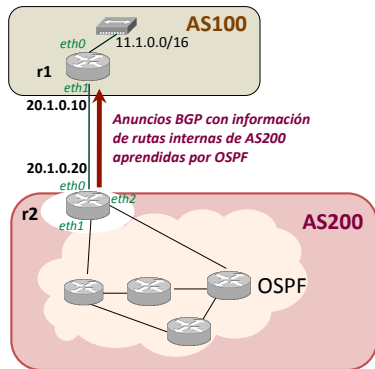 AS100
eth0
11.1.0.0/16
r1
eth1
20.1.0.10
Anuncios BGP con información
de rutas internas de AS200
aprendidas por OSPF
20.1.0.20
eth0
r2
eth2
eth1
AS200
OSPF